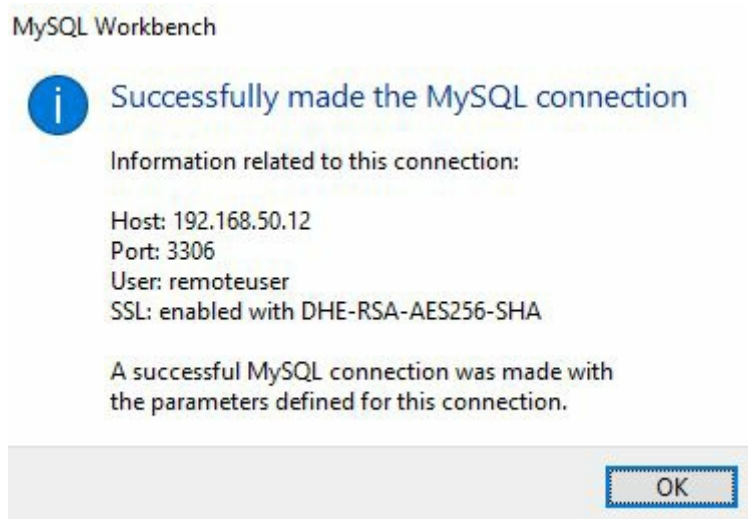 MySQL Workbench
Successfully made the MySQL connection
Information related to this connection:
Host: 192.168.50.12
Port: 3306
User: remoteuser
SSL: enabled with DHE-RSA-AES256-SHA
A successful MySQL connection was made with
the parameters defined for this connection.
OK